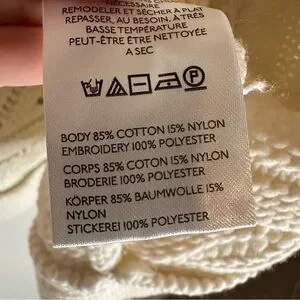 NÉCESSAIRE
REMODELER ET SÉCHER À PLAT
REPASSER, AU BESOIN, À TRÈS
BASSE TEMPÉRATURE
PEUT-ÊTRE ÊTRE NETTOYÉE
A SEC
P
BODY 85% COTTON 15% NYLON
EMBROIDERY 100% POLYESTER
CORPS 85% COTON 15% NYLON
BRODERIE 100% POLYESTER
KÖRPER 85% BAUMWOLLE 15%
NYLON
STICKEREI 100% POLYESTER